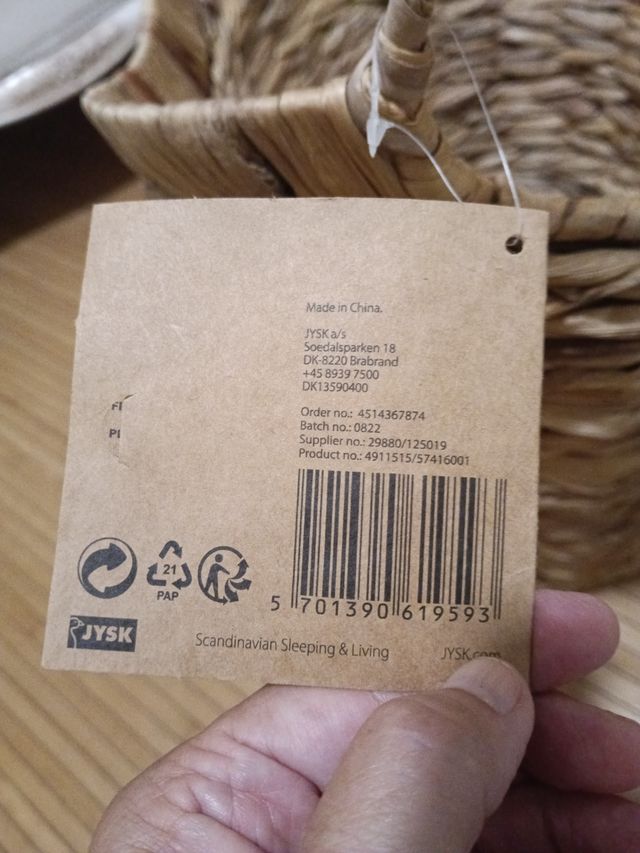 Made in China.
JYSK a/s
Soedalsparken 18
DK-8220 Brabrand
+45 8939 7500
DK13590400
Order no.: 4514367874
Batch no.: 0822
Supplier no.: 29880/125019
Product no.: 4911515/57416001
21
PAP
5 701390 619593
JYSK
Scandinavian Sleeping & Living
JYSK.com